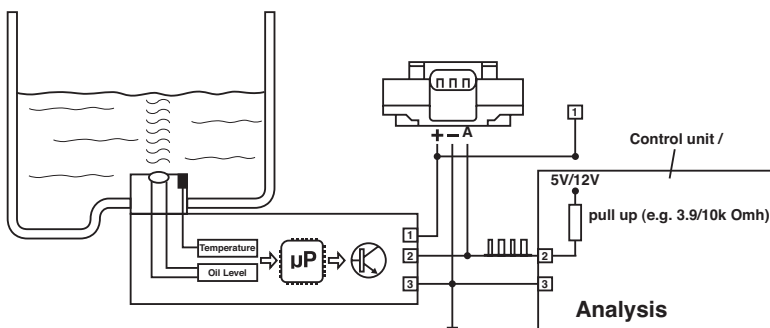 + – A
1
Control unit /
5V/12V
pull up (e.g. 3.9/10k Omh)
1
Temperature
Oil Level
µP
2
3
2
3
Analysis